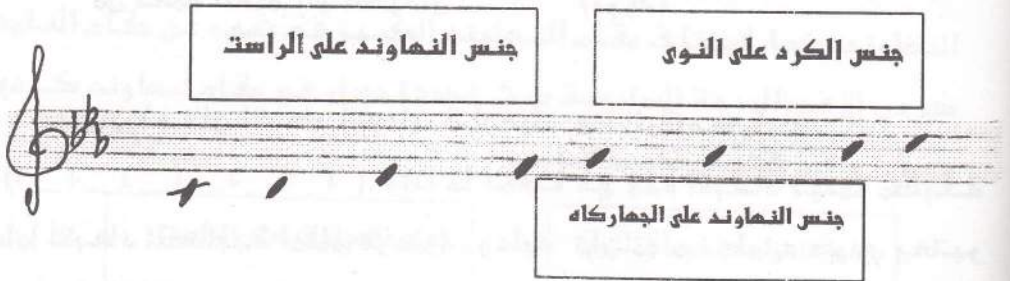 جنس النهاوند على الراست
جنس الكرد على النوى
جنس النهاوند على الجهاركاه